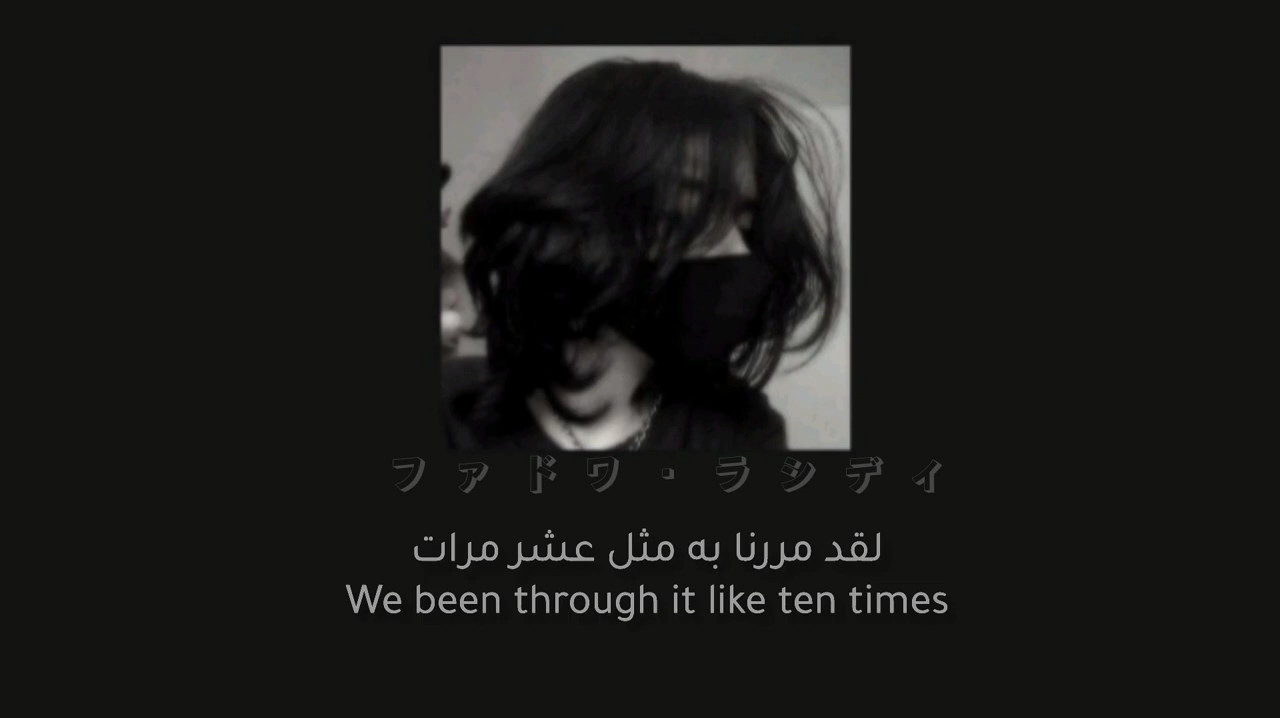 ファドワ・ラシディ
لقد مررنا به مثل عشر مرات
We been through it like ten times